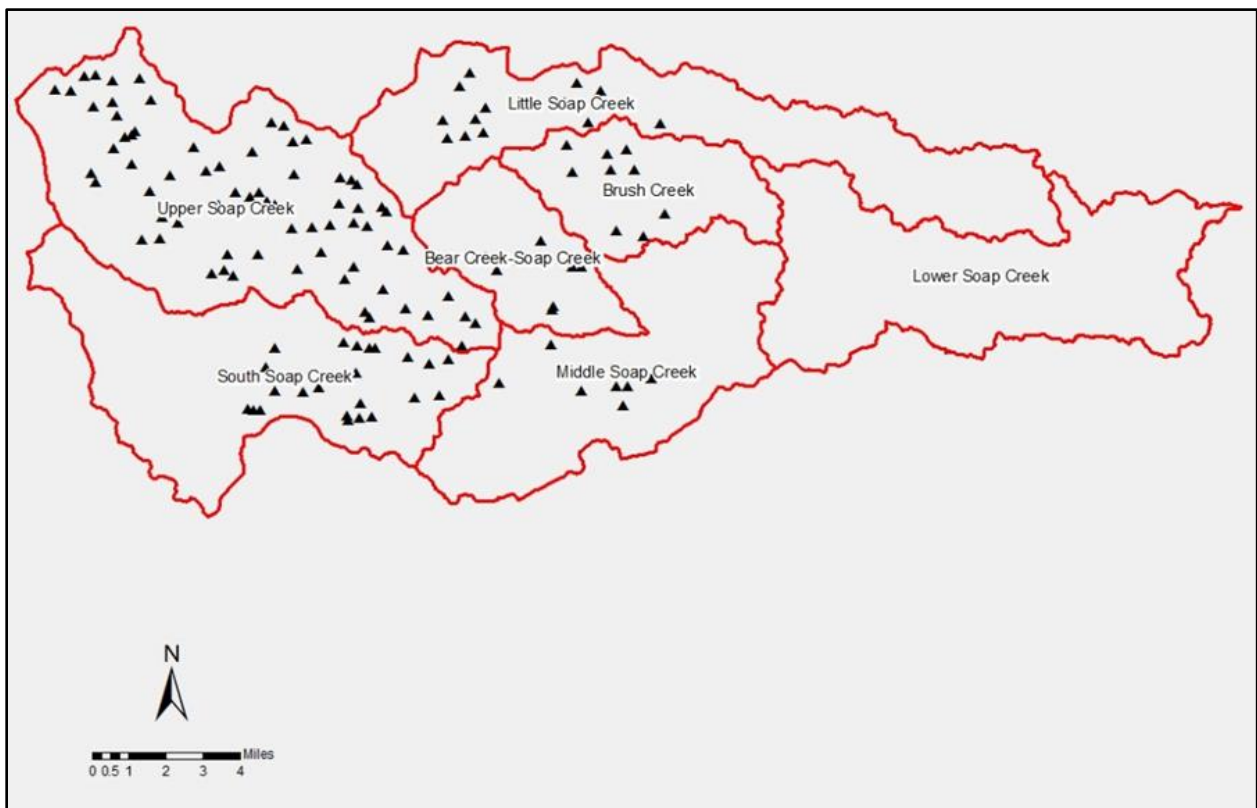 Little Soap Creek
Brush Creek
Upper Soap Creek
Bear Creek-Soap Creek
Lower Soap Creek
South Soap Creek
Middle Soap Creek
N
Miles
0 0.5 1 2 3 4